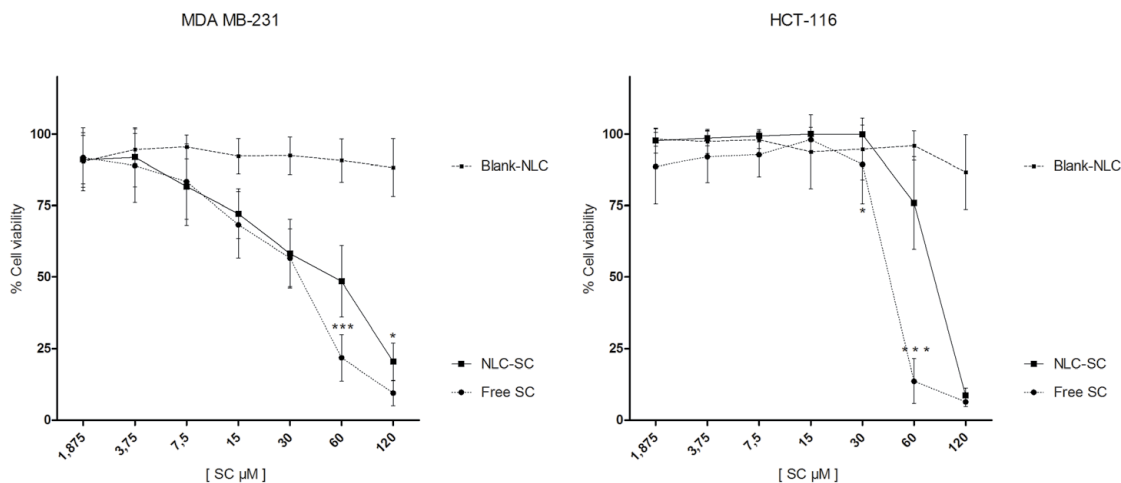 MDA MB-231
% Cell viability
100
75
50
25
0
***
*
1,875
3,75
7,5
15
30
60
120
[ SC µM ]
Blank-NLC
NLC-SC
Free SC
HCT-116
% Cell viability
100
75
50
25
0
*
***
1,875
3,75
7,5
15
30
60
120
[ SC µM ]
Blank-NLC
NLC-SC
Free SC